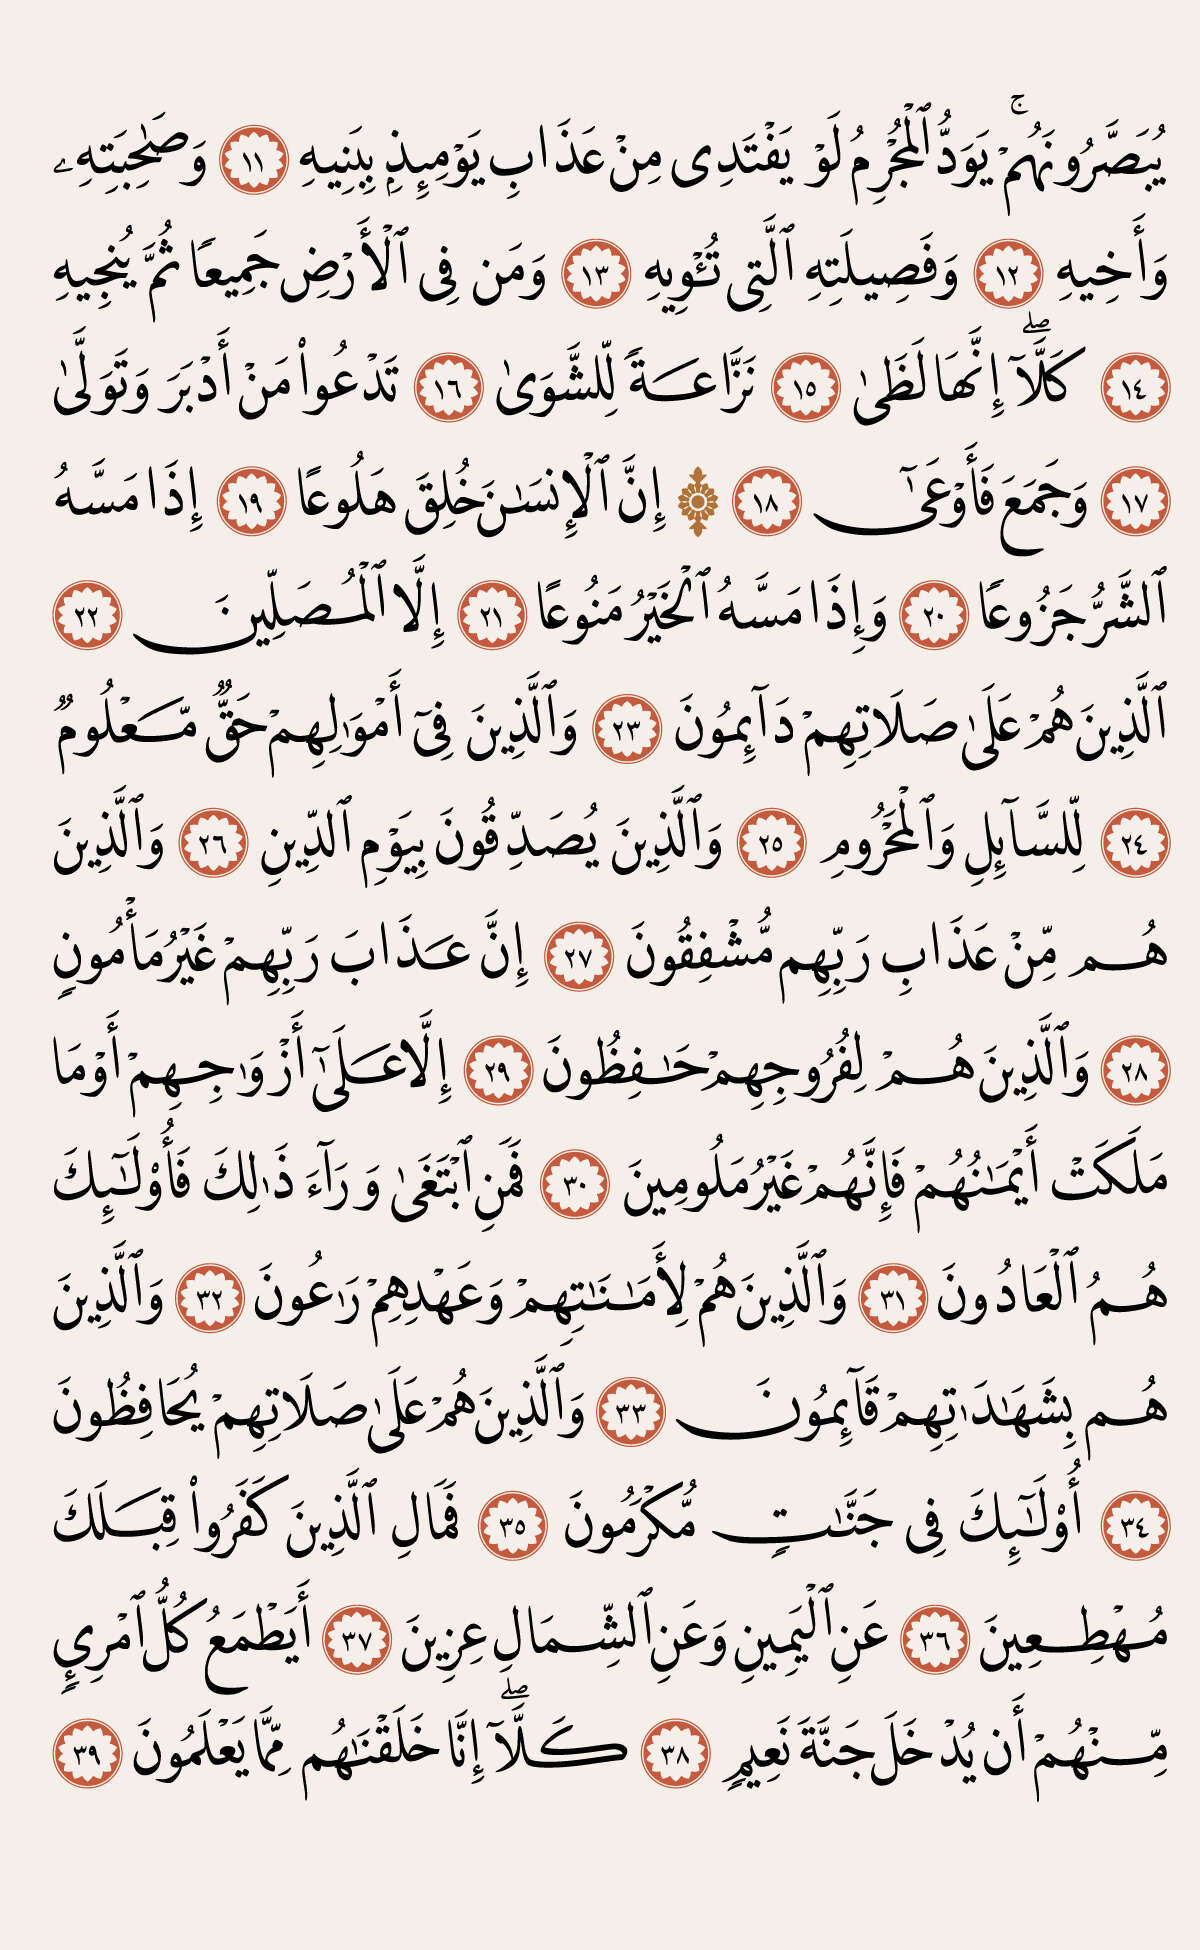 يُبَصَّرُونَهُمْۚ يَوَدُّ ٱلْمُجْرِمُ لَوْ يَفْتَدِى مِنْ عَذَابِ يَوْمِئِذِۭ بِبَنِيهِ ١١ وَصَٰحِبَتِهِۦ
وَأَخِيهِ ١٢ وَفَصِيلَتِهِ ٱلَّتِى تُـْٔوِيهِ ١٣ وَمَن فِى ٱلْأَرْضِ جَمِيعًا ثُمَّ يُنجِيهِ
١٤ كَلَّآۖ إِنَّهَا لَظَىٰ ١٥ نَزَّاعَةً لِّلشَّوَىٰ ١٦ تَدْعُوا۟ مَنْ أَدْبَرَ وَتَوَلَّىٰ
١٧ وَجَمَعَ فَأَوْعَىٰٓ ١٨ ۞ إِنَّ ٱلْإِنسَٰنَ خُلِقَ هَلُوعًا ١٩ إِذَا مَسَّهُ
ٱلشَّرُّ جَزُوعًا ٢٠ وَإِذَا مَسَّهُ ٱلْخَيْرُ مَنُوعًا ٢١ إِلَّا ٱلْمُصَلِّينَ ٢٢
ٱلَّذِينَ هُمْ عَلَىٰ صَلَاتِهِمْ دَآئِمُونَ ٢٣ وَٱلَّذِينَ فِىٓ أَمْوَٰلِهِمْ حَقٌّ مَّعْلُومٌ
٢٤ لِّلسَّآئِلِ وَٱلْمَحْرُومِ ٢٥ وَٱلَّذِينَ يُصَدِّقُونَ بِيَوْمِ ٱلدِّينِ ٢٦ وَٱلَّذِينَ
هُم مِّنْ عَذَابِ رَبِّهِم مُّشْفِقُونَ ٢٧ إِنَّ عَذَابَ رَبِّهِمْ غَيْرُ مَأْمُونٍ
٢٨ وَٱلَّذِينَ هُمْ لِفُرُوجِهِمْ حَٰفِظُونَ ٢٩ إِلَّا عَلَىٰٓ أَزْوَٰجِهِمْ أَوْ مَا
مَلَكَتْ أَيْمَٰنُهُمْ فَإِنَّهُمْ غَيْرُ مَلُومِينَ ٣٠ فَمَنِ ٱبْتَغَىٰ وَرَآءَ ذَٰلِكَ فَأُو۟لَٰٓئِكَ
هُمُ ٱلْعَادُونَ ٣١ وَٱلَّذِينَ هُمْ لِأَمَٰنَٰتِهِمْ وَعَهْدِهِمْ رَٰعُونَ ٣٢ وَٱلَّذِينَ
هُم بِشَهَٰدَٰتِهِمْ قَآئِمُونَ ٣٣ وَٱلَّذِينَ هُمْ عَلَىٰ صَلَاتِهِمْ يُحَافِظُونَ
٣٤ أُو۟لَٰٓئِكَ فِى جَنَّٰتٍ مُّكْرَمُونَ ٣٥ فَمَالِ ٱلَّذِينَ كَفَرُوا۟ قِبَلَكَ
مُهْطِعِينَ ٣٦ عَنِ ٱلْيَمِينِ وَعَنِ ٱلشِّمَالِ عِزِينَ ٣٧ أَيَطْمَعُ كُلُّ ٱمْرِئٍ
مِّنْهُمْ أَن يُدْخَلَ جَنَّةَ نَعِيمٍ ٣٨ كَلَّآۖ إِنَّا خَلَقْنَٰهُم مِّمَّا يَعْلَمُونَ ٣٩